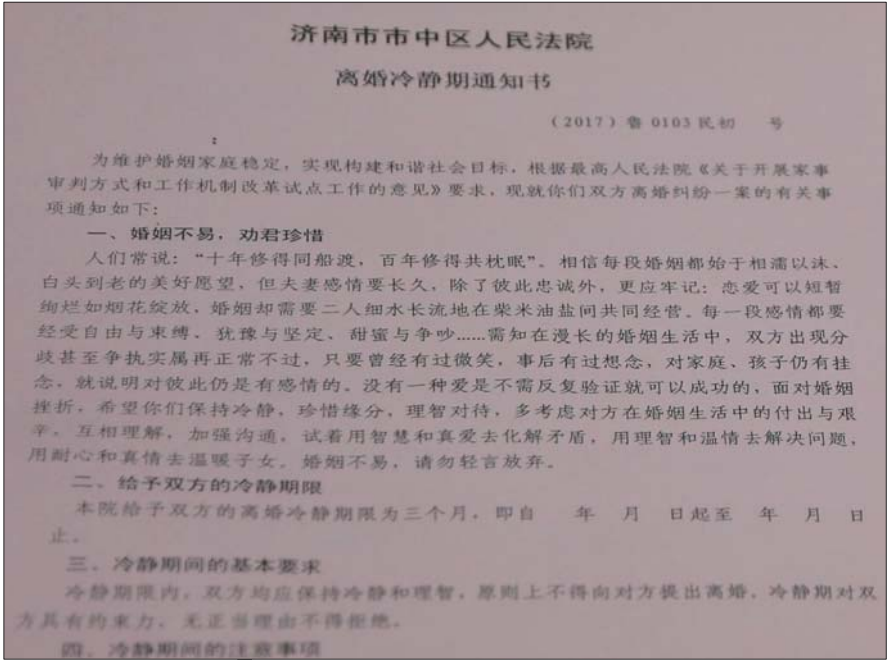 济南市市中区人民法院
离婚冷静期通知书
（2017）鲁 0103 民初 号
：
为维护婚姻家庭稳定，实现构建和谐社会目标，根据最高人民法院《关于开展家事
审判方式和工作机制改革试点工作的意见》要求，现就你们双方离婚纠纷一案的有关事
项通知如下：
一、婚姻不易，劝君珍惜
人们常说：“十年修得同船渡，百年修得共枕眠”。相信每段婚姻都始于相濡以沫、
白头到老的美好愿望，但夫妻感情要长久，除了彼此忠诚外，更应牢记：恋爱可以短暂
绚烂如烟花绽放，婚姻却需要二人细水长流地在柴米油盐间共同经营。每一段感情都要
经受自由与束缚、犹豫与坚定、甜蜜与争吵……需知在漫长的婚姻生活中，双方出现分
歧甚至争执实属再正常不过，只要曾经有过微笑，事后有过想念，对家庭、孩子仍有挂
念，就说明对彼此仍是有感情的。没有一种爱是不需反复验证就可以成功的，面对婚姻
挫折，希望你们保持冷静，珍惜缘分，理智对待，多考虑对方在婚姻生活中的付出与艰
辛，互相理解，加强沟通，试着用智慧和真爱去化解矛盾，用理智和温情去解决问题，
用耐心和真情去温暖子女。婚姻不易，请勿轻言放弃。
二、给予双方的冷静期限
本院给予双方的离婚冷静期限为三个月，即自 年 月 日起至 年 月 日
止。
三、冷静期间的基本要求
冷静期限内，双方均应保持冷静和理智，原则上不得向对方提出离婚，冷静期对双
方具有约束力，无正当理由不得拒绝。
四、冷静期间的注意事项